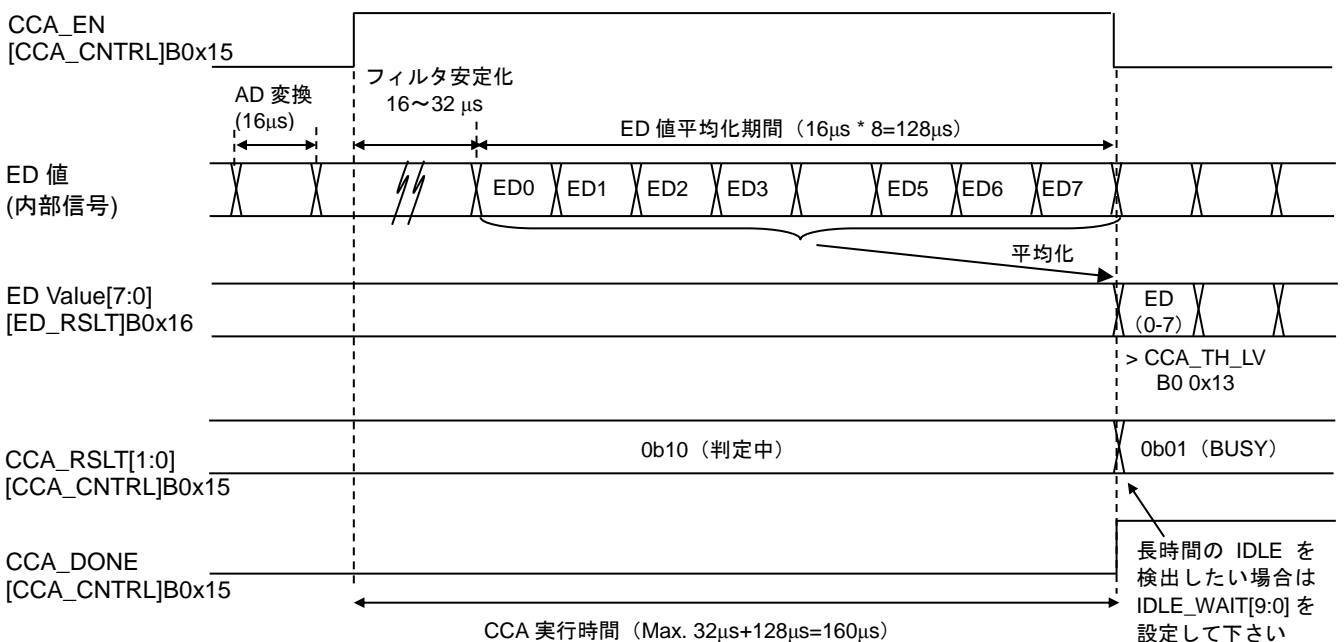 CCA_EN
[CCA_CNTRL]B0x15
フィルタ安定化
16~32 μs
AD 変換
(16μs)
ED 値平均化期間(16μs * 8=128μs)
ED 値
(内部信号)
ED0 ED1 ED2 ED3 ED5 ED6 ED7
平均化
ED Value[7:0]
[ED_RSLT]B0x16
ED
(0-7)
> CCA_TH_LV
B0 0x13
CCA_RSLT[1:0]
[CCA_CNTRL]B0x15
0b10(判定中)
0b01(BUSY)
CCA_DONE
[CCA_CNTRL]B0x15
長時間の IDLE を
検出したい場合は
IDLE_WAIT[9:0] を
設定して下さい
CCA 実行時間(Max. 32μs+128μs=160μs)